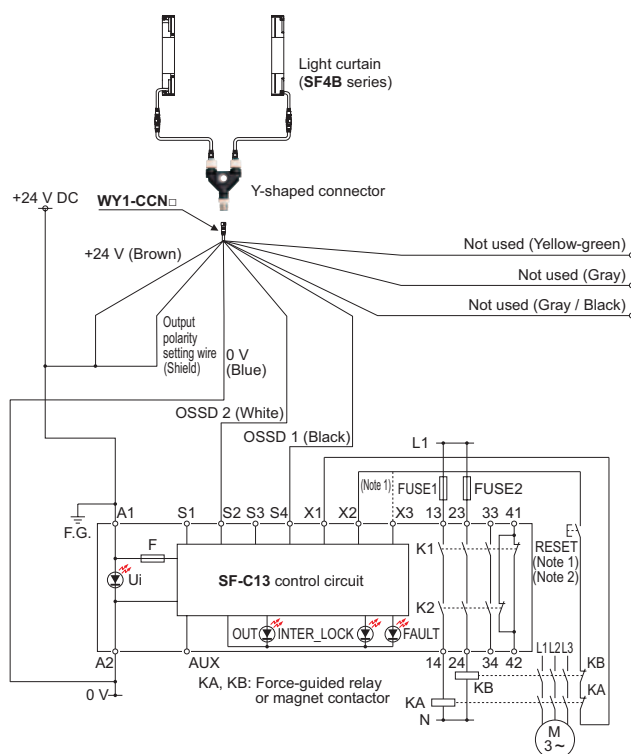 Light curtain
(SF4B series)
Y-shaped connector
+24 V DC
WY1-CCN□
+24 V (Brown)
Not used (Yellow-green)
Not used (Gray)
Not used (Gray / Black)
Output
polarity
setting wire
(Shield)
0 V
(Blue)
OSSD 2 (White)
OSSD 1 (Black)
L1
(Note 1)
FUSE1
FUSE2
F.G.
A1
S1
S2
S3
S4
X1
X2
X3
13
23
33
41
F
Ui
SF-C13 control circuit
K1
K2
RESET
(Note 1)
(Note 2)
OUT
INTER_LOCK
FAULT
L1
L2
L3
A2
AUX
14
24
34
42
KA, KB: Force-guided relay
or magnet contactor
KB
KB
KA
KA
0 V
N
M
3~